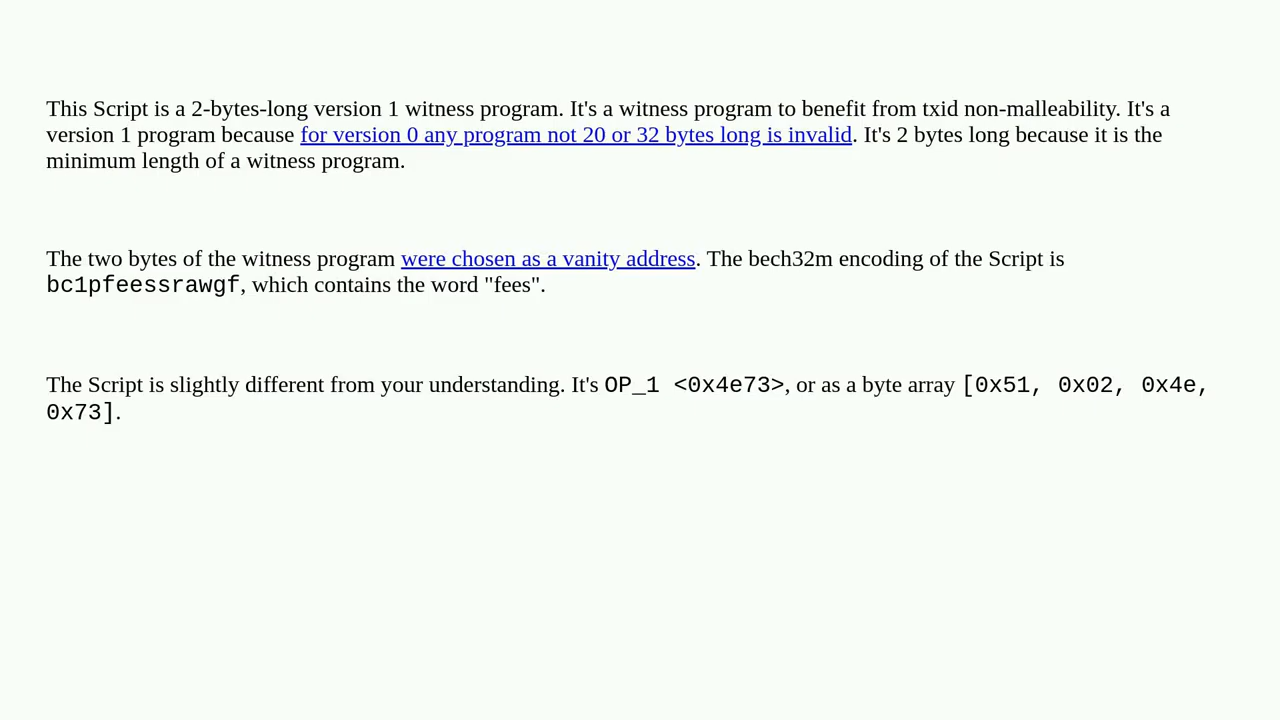 This Script is a 2-bytes-long version 1 witness program. It's a witness program to benefit from txid non-malleability. It's a
version 1 program because for version 0 any program not 20 or 32 bytes long is invalid. It's 2 bytes long because it is the
minimum length of a witness program.
The two bytes of the witness program were chosen as a vanity address. The bech32m encoding of the Script is
bc1pfeessrawgf, which contains the word "fees".
The Script is slightly different from your understanding. It's OP_1 <0x4e73>, or as a byte array [0x51, 0x02, 0x4e,
0x73].